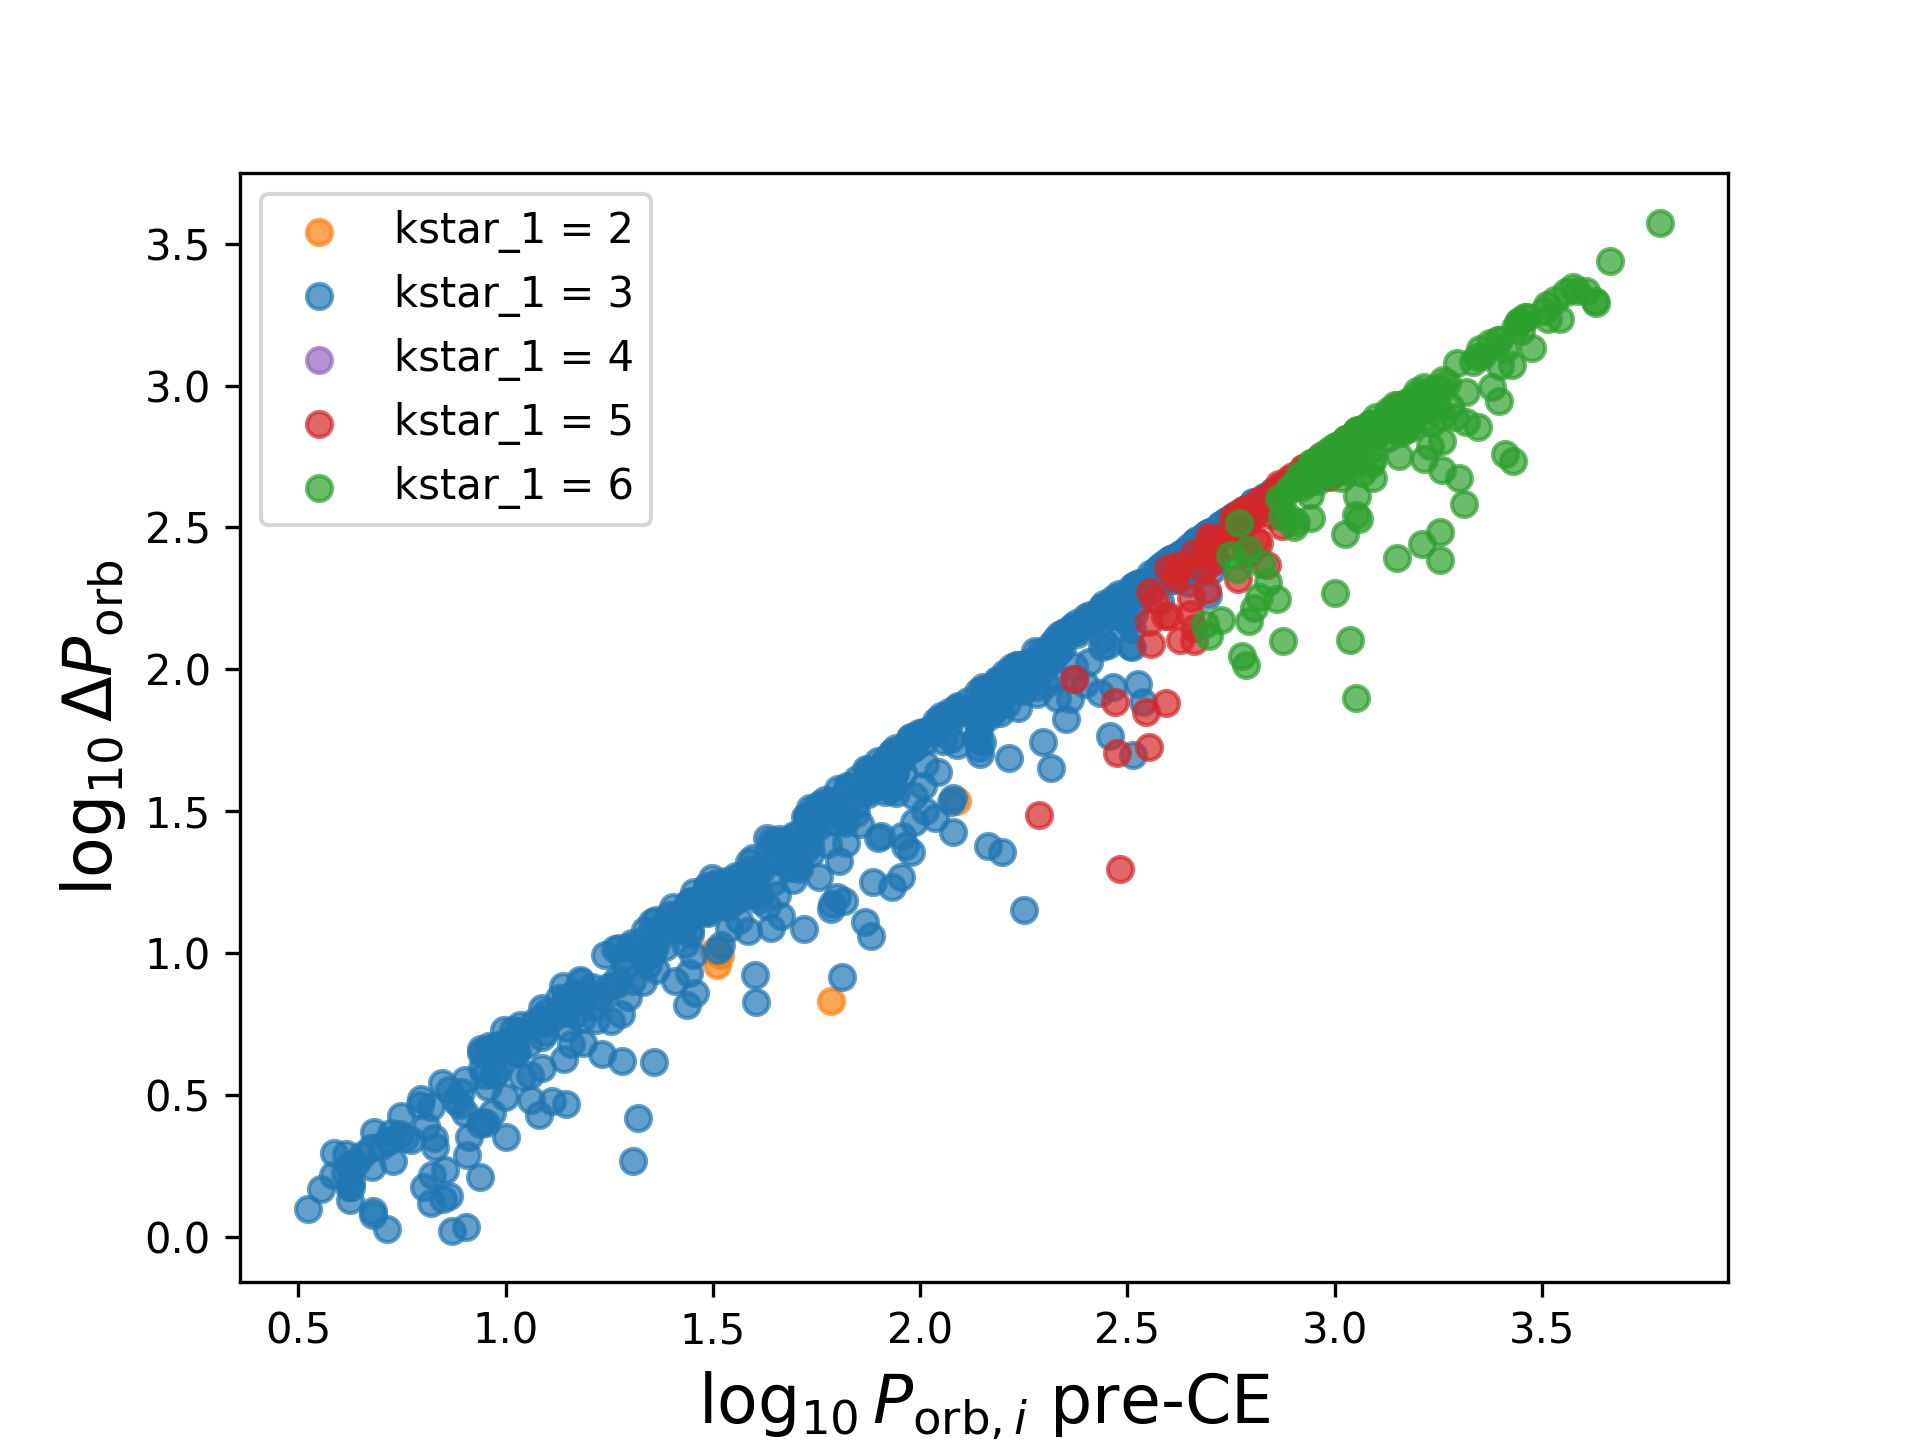 kstar_1 = 2
kstar_1 = 3
kstar_1 = 4
kstar_1 = 5
kstar_1 = 6
3.5
3.0
2.5
2.0
1.5
1.0
0.5
0.0
log₁₀ ΔP_orb
0.5 1.0 1.5 2.0 2.5 3.0 3.5
log₁₀ P_orb, i pre-CE